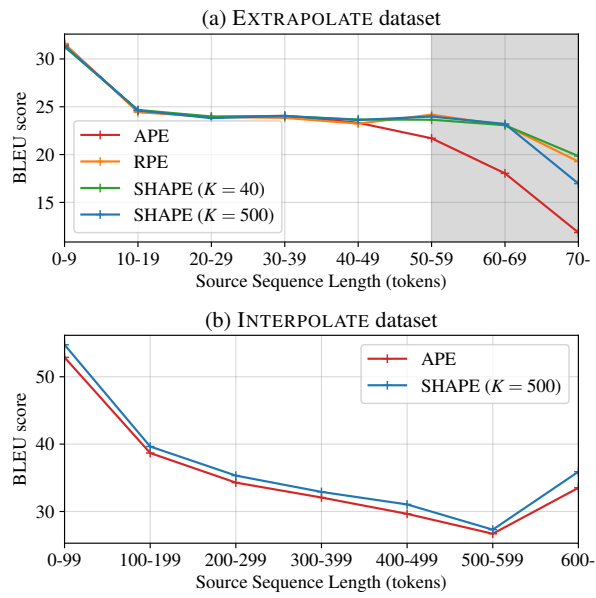 (a) EXTRAPOLATE dataset
BLEU score
30
25
20
15
APE
RPE
SHAPE (K = 40)
SHAPE (K = 500)
0-9 10-19 20-29 30-39 40-49 50-59 60-69 70-
Source Sequence Length (tokens)
(b) INTERPOLATE dataset
BLEU score
50
40
30
APE
SHAPE (K = 500)
0-99 100-199 200-299 300-399 400-499 500-599 600-
Source Sequence Length (tokens)